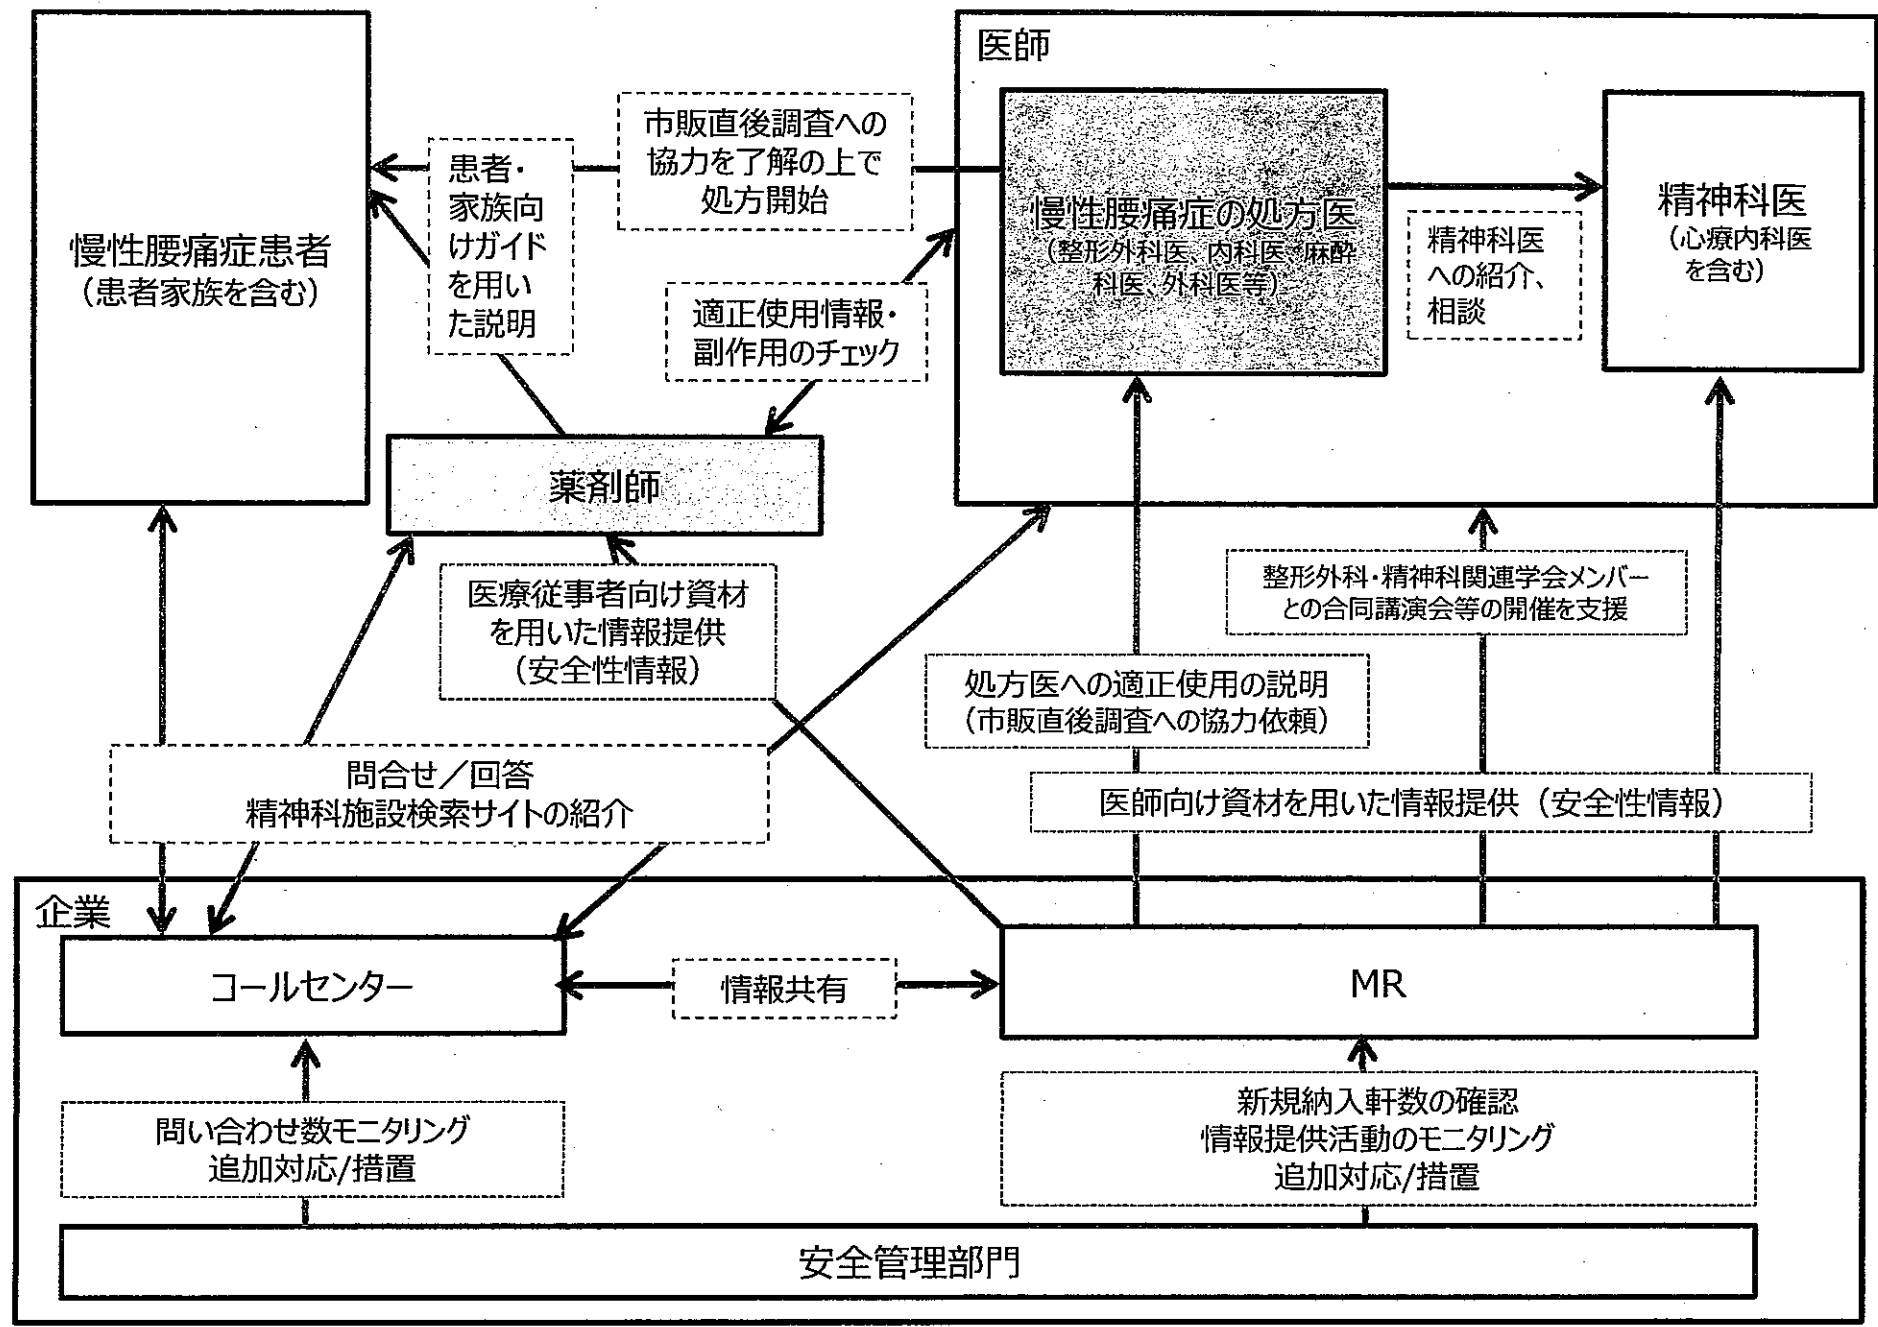 医師
慢性腰痛症患者
（患者家族を含む）
患者・
家族向
けガイド
を用い
た説明
市販直後調査への
協力を了解の上で
処方開始
慢性腰痛症の処方医
（整形外科医、内科医、麻酔
科医、外科医等）
精神科医
への紹介、
相談
精神科医
（心療内科医
を含む）
適正使用情報・
副作用のチェック
薬剤師
医療従事者向け資材
を用いた情報提供
（安全性情報）
整形外科・精神科関連学会メンバー
との合同講演会等の開催を支援
処方医への適正使用の説明
（市販直後調査への協力依頼）
問合せ／回答
精神科施設検索サイトの紹介
医師向け資材を用いた情報提供（安全性情報）
企業
コールセンター
情報共有
MR
問い合わせ数モニタリング
追加対応/措置
新規納入軒数の確認
情報提供活動のモニタリング
追加対応/措置
安全管理部門